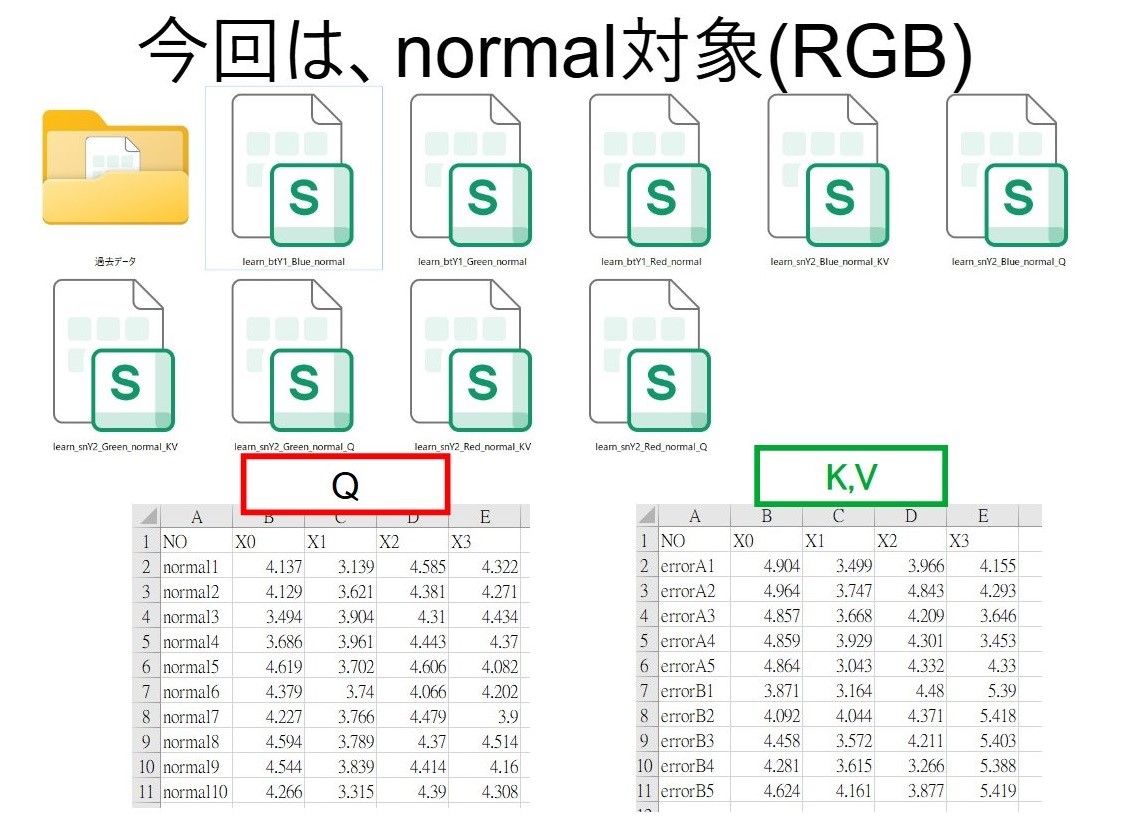 今回は、normal対象(RGB)
S S S S S
過去データ learn_btY1_Blue_normal learn_btY1_Green_normal learn_btY1_Red_normal learn_snY2_Blue_normal_KV learn_snY2_Blue_normal_Q
S S S S
learn_snY2_Green_normal_KV learn_snY2_Green_normal_Q learn_snY2_Red_normal_KV learn_snY2_Red_normal_Q
Q
A B C D E
1 NO X0 X1 X2 X3
2 normal1 4.137 3.139 4.585 4.322
3 normal2 4.129 3.621 4.381 4.271
4 normal3 3.494 3.904 4.31 4.434
5 normal4 3.686 3.961 4.443 4.37
6 normal5 4.619 3.702 4.606 4.082
7 normal6 4.379 3.74 4.066 4.202
8 normal7 4.227 3.766 4.479 3.9
9 normal8 4.594 3.789 4.37 4.514
10 normal9 4.544 3.839 4.414 4.16
11 normal10 4.266 3.315 4.39 4.308
K,V
A B C D E
1 NO X0 X1 X2 X3
2 errorA1 4.904 3.499 3.966 4.155
3 errorA2 4.964 3.747 4.843 4.293
4 errorA3 4.857 3.668 4.209 3.646
5 errorA4 4.859 3.929 4.301 3.453
6 errorA5 4.864 3.043 4.332 4.33
7 errorB1 3.871 3.164 4.48 5.39
8 errorB2 4.092 4.044 4.371 5.418
9 errorB3 4.458 3.572 4.211 5.403
10 errorB4 4.281 3.615 3.266 5.388
11 errorB5 4.624 4.161 3.877 5.419